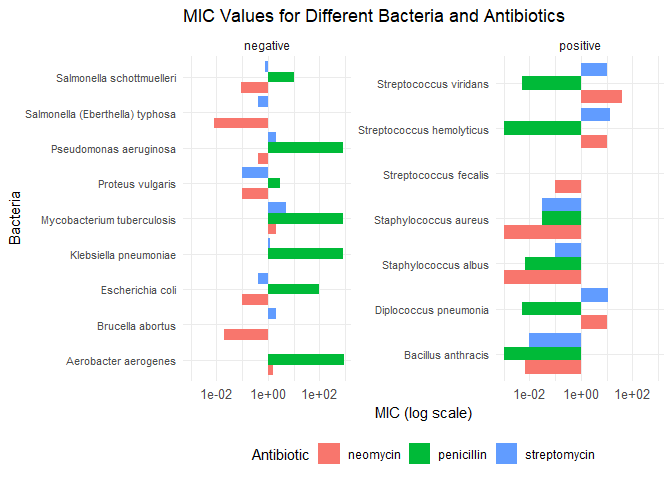 MIC Values for Different Bacteria and Antibiotics
negative
positive
Salmonella schottmuelleri
Salmonella (Eberthella) typhosa
Pseudomonas aeruginosa
Proteus vulgaris
Mycobacterium tuberculosis
Klebsiella pneumoniae
Escherichia coli
Brucella abortus
Aerobacter aerogenes
Streptococcus viridans
Streptococcus hemolyticus
Streptococcus fecalis
Staphylococcus aureus
Staphylococcus albus
Diplococcus pneumonia
Bacillus anthracis
Bacteria
1e-02 1e+00 1e+02
1e-02 1e+00 1e+02
MIC (log scale)
Antibiotic neomycin penicillin streptomycin